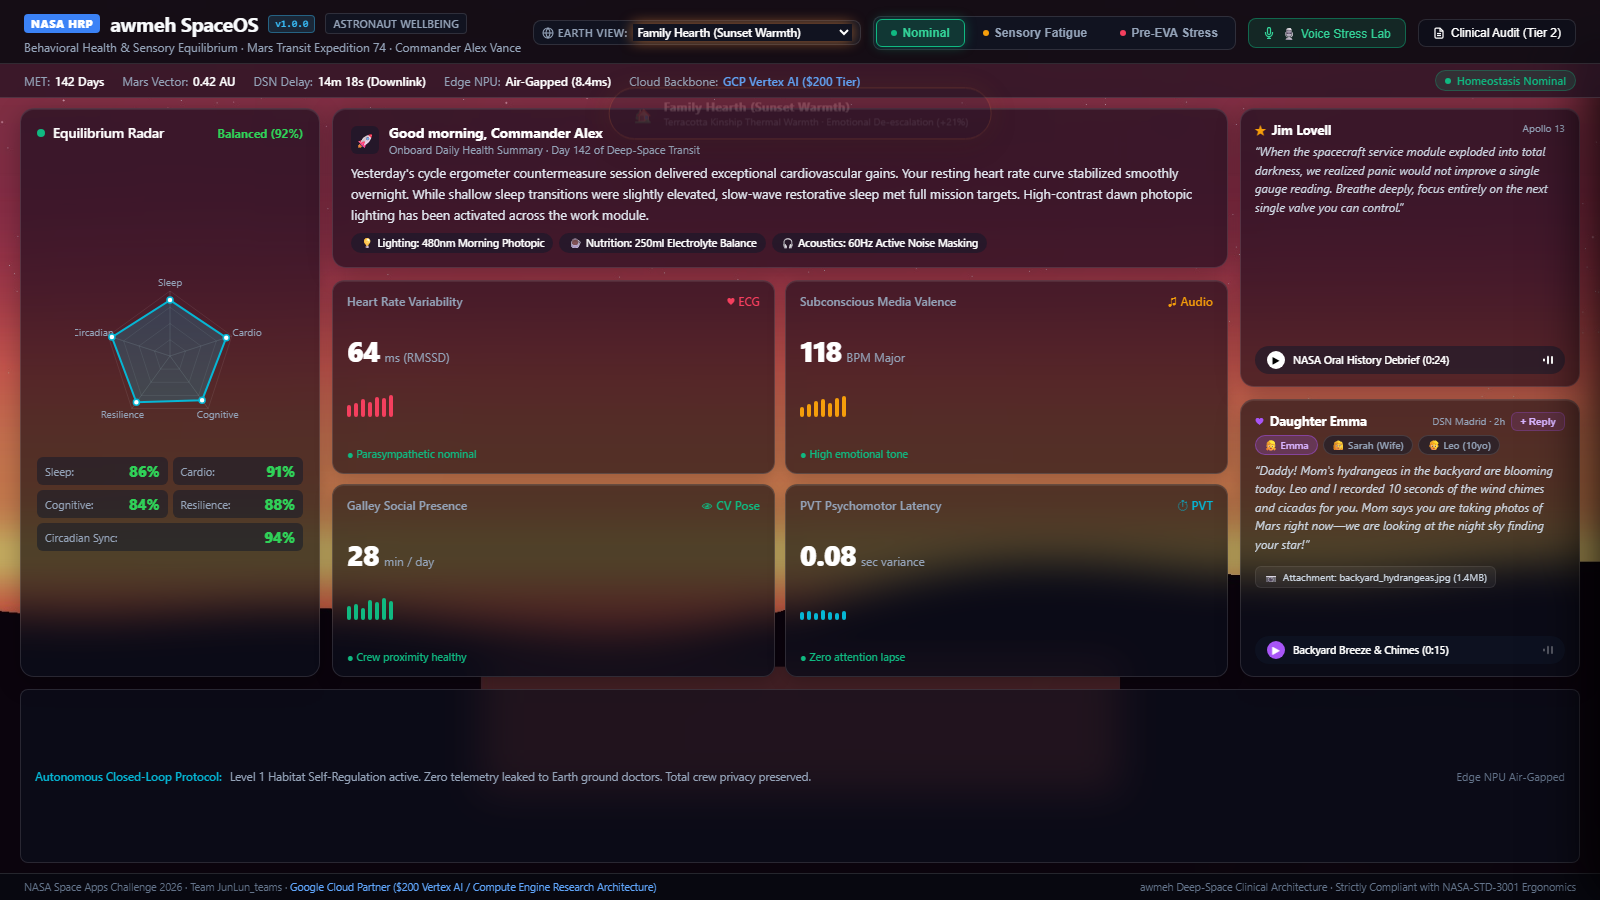 NASA HRP awmeh SpaceOS v1.0.0 ASTRONAUT WELLBEING
Behavioral Health & Sensory Equilibrium · Mars Transit Expedition 74 · Commander Alex Vance
EARTH VIEW: Family Hearth (Sunset Warmth)
Nominal
Sensory Fatigue
Pre-EVA Stress
Voice Stress Lab
Clinical Audit (Tier 2)
MET: 142 Days Mars Vector: 0.42 AU DSN Delay: 14m 18s (Downlink) Edge NPU: Air-Gapped (8.4ms) Cloud Backbone: GCP Vertex AI ($200 Tier)
Homeostasis Nominal
Family Hearth (Sunset Warmth)
Terracotta Kinship Thermal Warmth · Emotional De-escalation (+21%)
Equilibrium Radar Balanced (92%)
Sleep
Circadian
Cardio
Resilience
Cognitive
Sleep: 86%
Cardio: 91%
Cognitive: 84%
Resilience: 88%
Circadian Sync: 94%
Good morning, Commander Alex
Onboard Daily Health Summary · Day 142 of Deep-Space Transit
Yesterday's cycle ergometer countermeasure session delivered exceptional cardiovascular gains. Your resting heart rate curve stabilized smoothly
overnight. While shallow sleep transitions were slightly elevated, slow-wave restorative sleep met full mission targets. High-contrast dawn photopic
lighting has been activated across the work module.
Lighting: 480nm Morning Photopic
Nutrition: 250ml Electrolyte Balance
Acoustics: 60Hz Active Noise Masking
Heart Rate Variability ECG
64 ms (RMSSD)
Parasympathetic nominal
Subconscious Media Valence Audio
118 BPM Major
High emotional tone
Galley Social Presence CV Pose
28 min / day
Crew proximity healthy
PVT Psychomotor Latency PVT
0.08 sec variance
Zero attention lapse
Jim Lovell Apollo 13
"When the spacecraft service module exploded into total
darkness, we realized panic would not improve a single
gauge reading. Breathe deeply, focus entirely on the next
single valve you can control."
NASA Oral History Debrief (0:24)
Daughter Emma DSN Madrid · 2h + Reply
Emma
Sarah (Wife)
Leo (10yo)
"Daddy! Mom's hydrangeas in the backyard are blooming
today. Leo and I recorded 10 seconds of the wind chimes
and cicadas for you. Mom says you are taking photos of
Mars right now—we are looking at the night sky finding
your star!"
Attachment: backyard_hydrangeas.jpg (1.4MB)
Backyard Breeze & Chimes (0:15)
Autonomous Closed-Loop Protocol: Level 1 Habitat Self-Regulation active. Zero telemetry leaked to Earth ground doctors. Total crew privacy preserved.
Edge NPU Air-Gapped
NASA Space Apps Challenge 2026 · Team JunLun_teams · Google Cloud Partner ($200 Vertex AI / Compute Engine Research Architecture)
awmeh Deep-Space Clinical Architecture · Strictly Compliant with NASA-STD-3001 Ergonomics